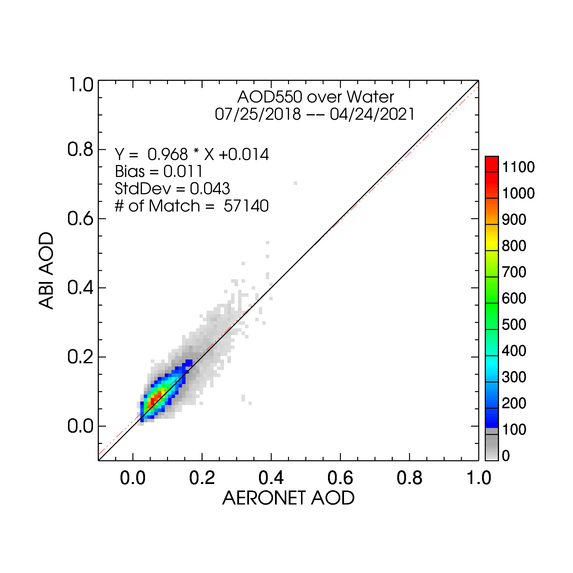 AOD550 over Water
07/25/2018 −− 04/24/2021
Y =  0.968 * X +0.014
Bias = 0.011
StdDev = 0.043
# of Match =  57140
ABI AOD
1.0
0.8
0.6
0.4
0.2
0.0
0.0 0.2 0.4 0.6 0.8 1.0
AERONET AOD
1100
1000
900
800
700
600
500
400
300
200
100
0